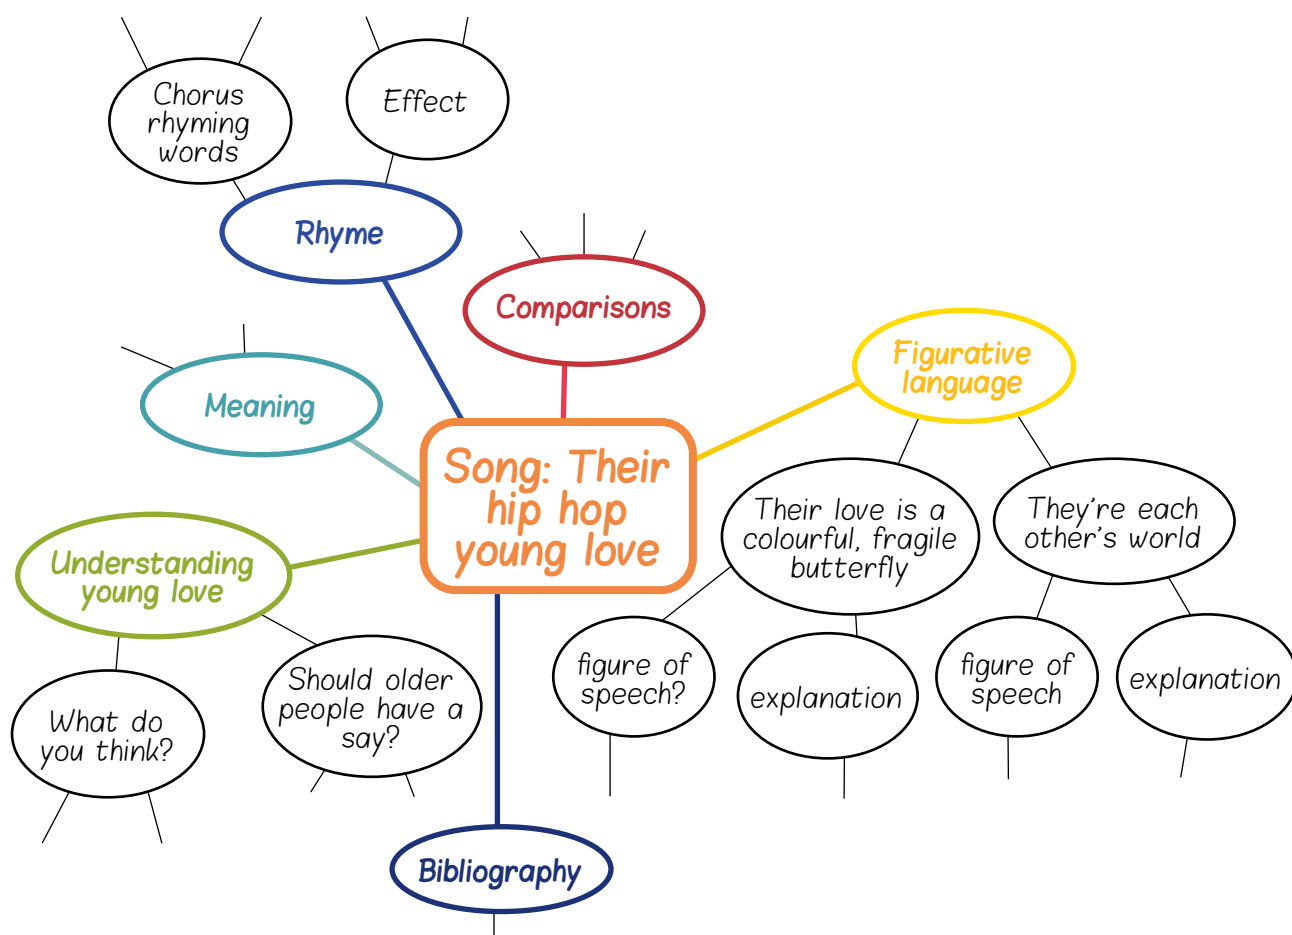 Chorus
rhyming
words
Effect
Rhyme
Comparisons
Figurative
language
Meaning
Song: Their
hip hop
young love
Their love is a
colourful, fragile
butterfly
They're each
other's world
Understanding
young love
figure of
speech?
explanation
figure of
speech
explanation
What do
you think?
Should older
people have a
say?
Bibliography